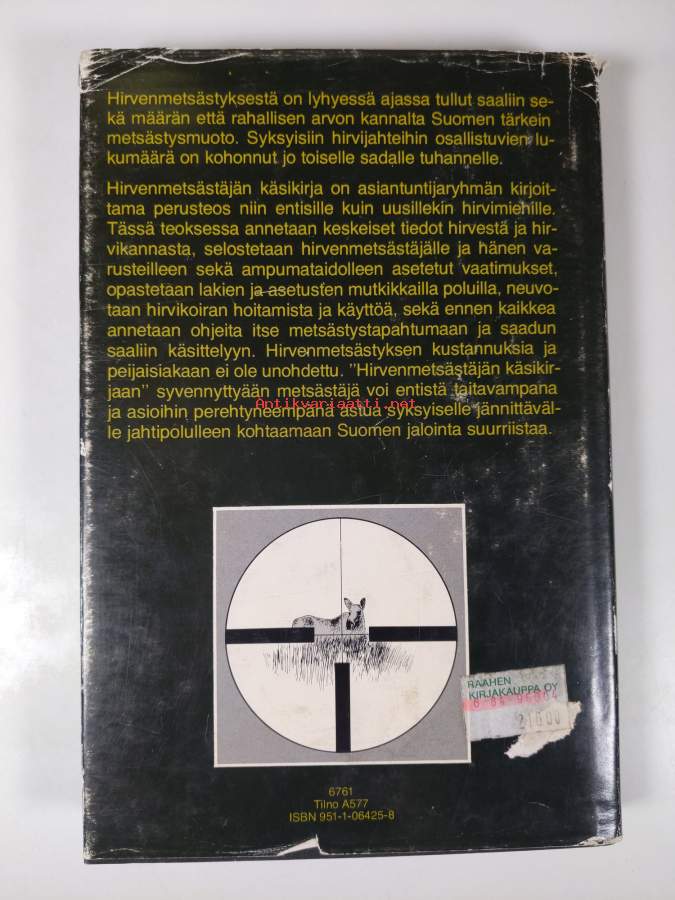 Hirvenmetsästyksestä on lyhyessä ajassa tullut saaliin se-
kä määrän että rahallisen arvon kannalta Suomen tärkein
metsästysmuoto. Syksyisiin hirvijahteihin osallistuvien lu-
kumäärä on kohonnut jo toiselle sadalle tuhannelle.
Hirvenmetsästäjän käsikirja on asiantuntijaryhmän kirjoit-
tama perusteos niin entisille kuin uusillekin hirvimiehille.
Tässä teoksessa annetaan keskeiset tiedot hirvestä ja hir-
vikannasta, selostetaan hirvenmetsästäjälle ja hänen va-
rusteilleen sekä ampumataidolleen asetetut vaatimukset,
opastetaan lakien ja asetusten mutkikkailla poluilla, neuvo-
taan hirvikoiran hoitamista ja käyttöä, sekä ennen kaikkea
annetaan ohjeita itse metsästystapahtumaan ja saadun
saaliin käsittelyyn. Hirvenmetsästyksen kustannuksia ja
peijaisiakaan ei ole unohdettu. "Hirvenmetsästäjän käsikir-
jaan" syvennyttyään metsästäjä voi entistä taitavampana
Antikvariaatti.net
ja asioihin perehtyneempänä astua syksyiselle jännittäväl-
le jahtipolulleen kohtaamaan Suomen jalointa suurriistaa.
RAAHEN
KIRJAKAUPPA OY
6761
Tilno A577
ISBN 951-1-06425-8